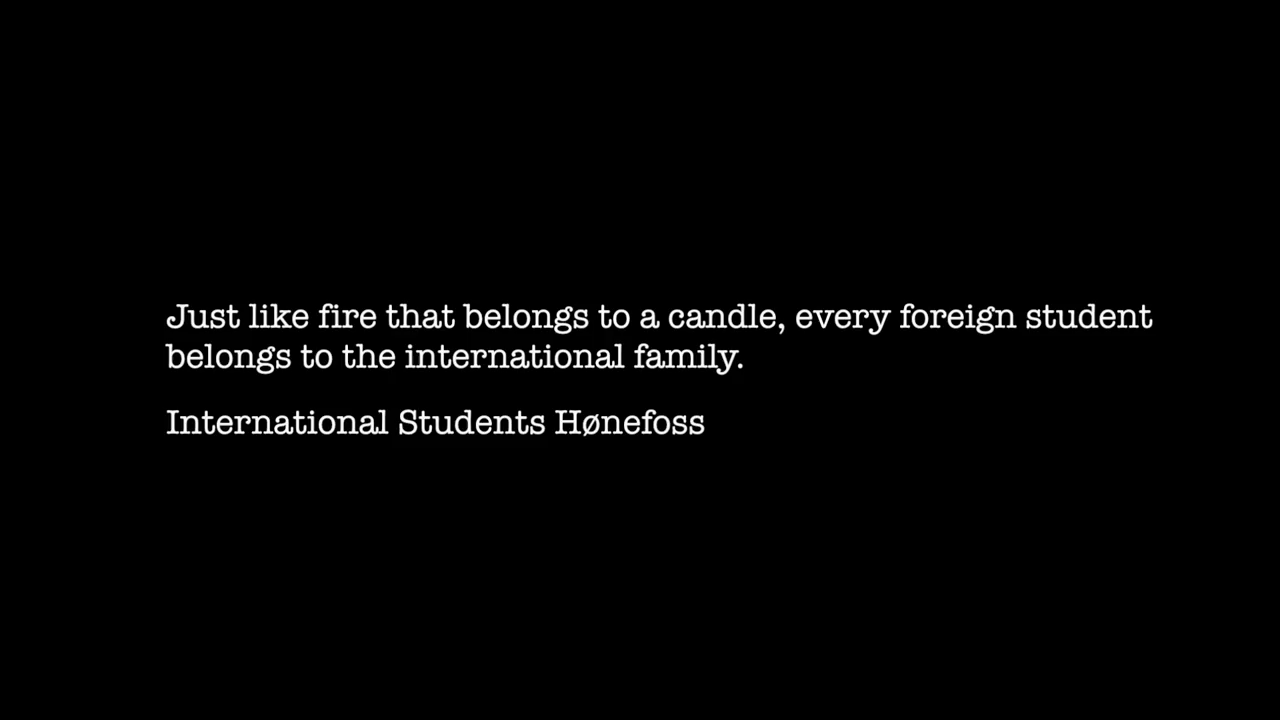 Just like fire that belongs to a candle, every foreign student
belongs to the international family.
International Students Hønefoss